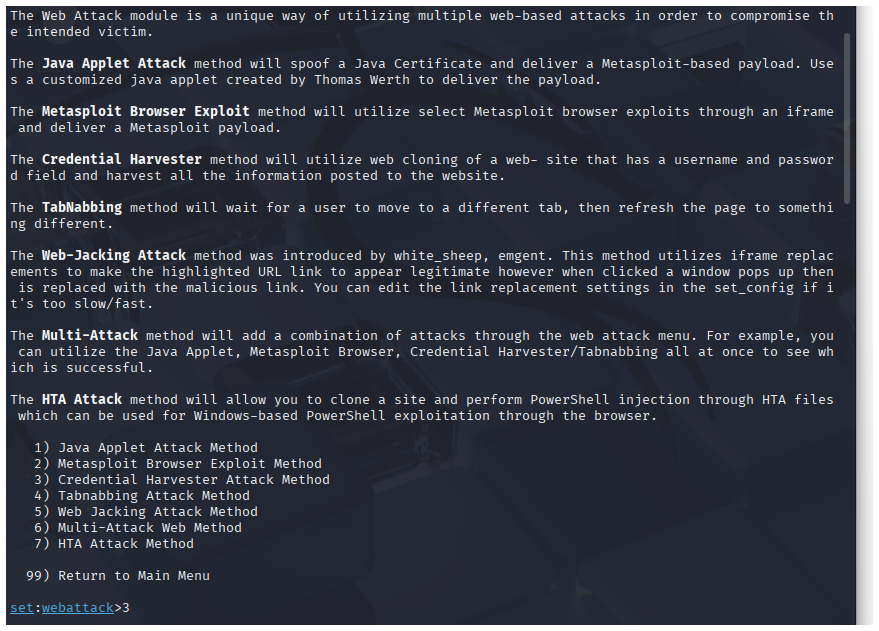 The Web Attack module is a unique way of utilizing multiple web-based attacks in order to compromise th
e intended victim.
The Java Applet Attack method will spoof a Java Certificate and deliver a Metasploit-based payload. Use
s a customized java applet created by Thomas Werth to deliver the payload.
The Metasploit Browser Exploit method will utilize select Metasploit browser exploits through an iframe
 and deliver a Metasploit payload.
The Credential Harvester method will utilize web cloning of a web- site that has a username and passwor
d field and harvest all the information posted to the website.
The TabNabbing method will wait for a user to move to a different tab, then refresh the page to somethi
ng different.
The Web-Jacking Attack method was introduced by white_sheep, emgent. This method utilizes iframe replac
ements to make the highlighted URL link to appear legitimate however when clicked a window pops up then
 is replaced with the malicious link. You can edit the link replacement settings in the set_config if i
t's too slow/fast.
The Multi-Attack method will add a combination of attacks through the web attack menu. For example, you
 can utilize the Java Applet, Metasploit Browser, Credential Harvester/Tabnabbing all at once to see wh
ich is successful.
The HTA Attack method will allow you to clone a site and perform PowerShell injection through HTA files
 which can be used for Windows-based PowerShell exploitation through the browser.
1) Java Applet Attack Method
2) Metasploit Browser Exploit Method
3) Credential Harvester Attack Method
4) Tabnabbing Attack Method
5) Web Jacking Attack Method
6) Multi-Attack Web Method
7) HTA Attack Method
99) Return to Main Menu
set:webattack>3